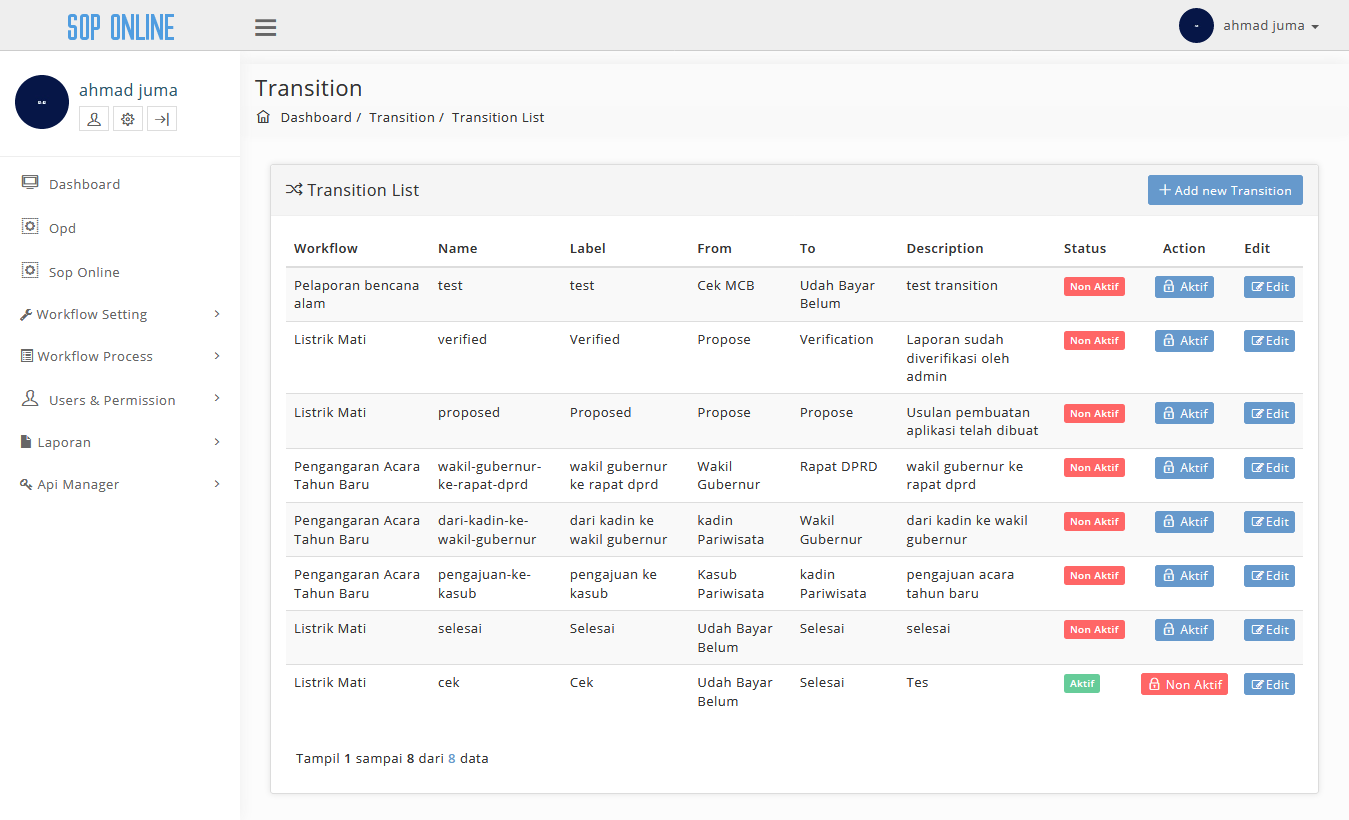 SOP ONLINE
ahmad juma
ahmad juma
Dashboard
Opd
Sop Online
Workflow Setting
Workflow Process
Users & Permission
Laporan
Api Manager
Transition
Dashboard / Transition / Transition List
Transition List
+ Add new Transition
Workflow Name Label From To Description Status Action Edit
Pelaporan bencana test test Cek MCB Udah Bayar test transition Non Aktif Aktif Edit
alam Belum
Listrik Mati verified Verified Propose Verification Laporan sudah Non Aktif Aktif Edit
diverifikasi oleh
admin
Listrik Mati proposed Proposed Propose Propose Usulan pembuatan Non Aktif Aktif Edit
aplikasi telah dibuat
Pengangaran Acara wakil-gubernur- wakil gubernur Wakil Rapat DPRD wakil gubernur ke Non Aktif Aktif Edit
Tahun Baru ke-rapat-dprd ke rapat dprd Gubernur rapat dprd
Pengangaran Acara dari-kadin-ke- dari kadin ke kadin Wakil dari kadin ke wakil Non Aktif Aktif Edit
Tahun Baru wakil-gubernur wakil gubernur Pariwisata Gubernur gubernur
Pengangaran Acara pengajuan-ke- pengajuan ke Kasub kadin pengajuan acara Non Aktif Aktif Edit
Tahun Baru kasub kasub Pariwisata Pariwisata tahun baru
Listrik Mati selesai Selesai Udah Bayar Selesai selesai Non Aktif Aktif Edit
Belum
Listrik Mati cek Cek Udah Bayar Selesai Tes Aktif Non Aktif Edit
Belum
Tampil 1 sampai 8 dari 8 data